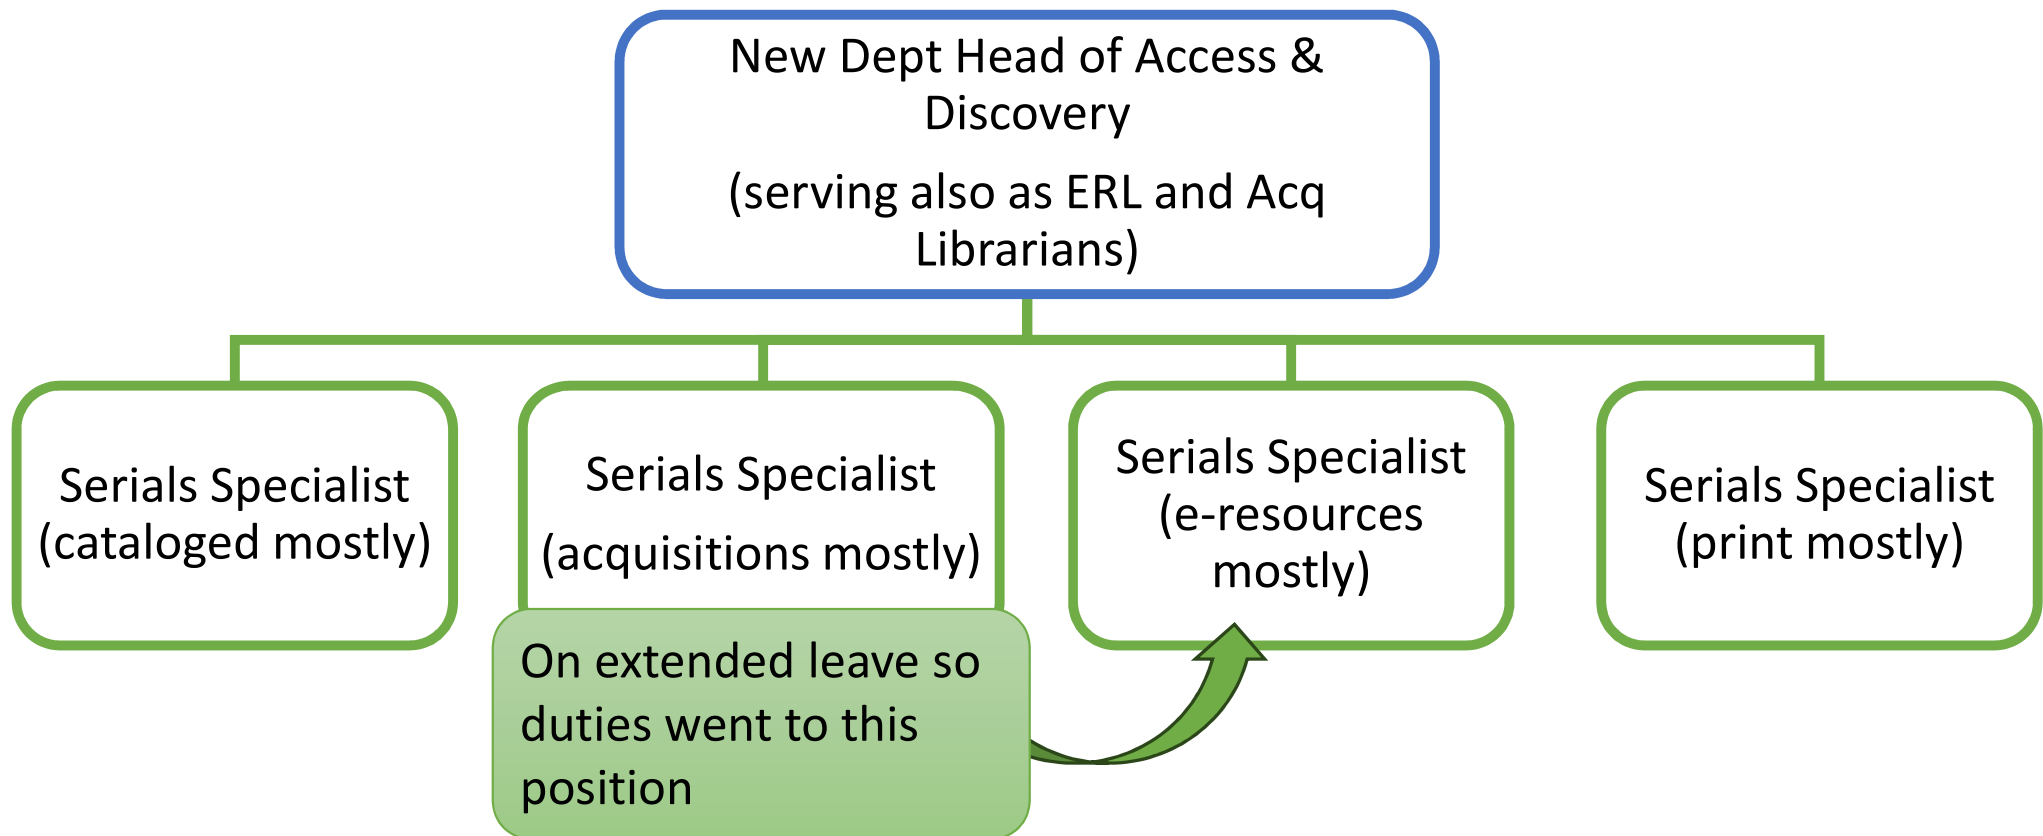 New Dept Head of Access &
Discovery
(serving also as ERL and Acq
Librarians)
Serials Specialist
(cataloged mostly)
Serials Specialist
(acquisitions mostly)
On extended leave so
duties went to this
position
Serials Specialist
(e-resources
mostly)
Serials Specialist
(print mostly)